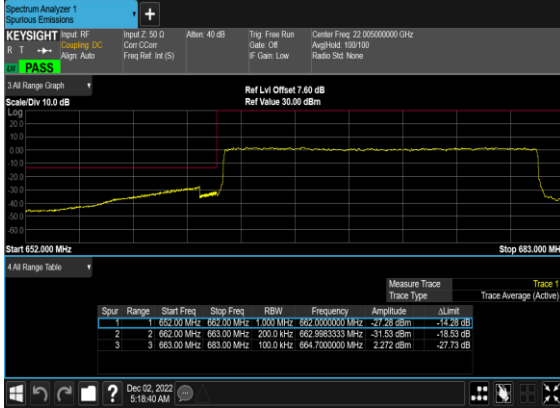 Spectrum Analyzer 1
Spurious Emissions
+
KEYSIGHT Input: RF Input Z: 50 Ω Atten: 40 dB Trig: Free Run Center Freq: 22.005000000 GHz
R T Coupling: DC Corr CCorr Gate: Off Avg|Hold: 100/100
Align: Auto Freq Ref: Int (S) IF Gain: Low Radio Std: None
PASS
3 All Range Graph Ref Lvl Offset 7.60 dB
Scale/Div 10.0 dB Ref Value 30.00 dBm
Log
20.0
10.0
0.00
-10.0
-20.0
-30.0
-40.0
-50.0
-60.0
Start 652.000 MHz Stop 683.000 MH
4 All Range Table
Measure Trace Trace 1
Trace Type Trace Average (Active)
Spur Range Start Freq Stop Freq RBW Frequency Amplitude ΔLimit
1 1 652.00 MHz 662.00 MHz 1.000 MHz 662.0000000 MHz -27.28 dBm -14.28 dB
2 2 662.00 MHz 663.00 MHz 200.0 kHz 662.9983333 MHz -31.53 dBm -18.53 dB
3 3 663.00 MHz 683.00 MHz 100.0 kHz 664.7000000 MHz 2.272 dBm -27.73 dB
? Dec 02, 2022
5:18:40 AM